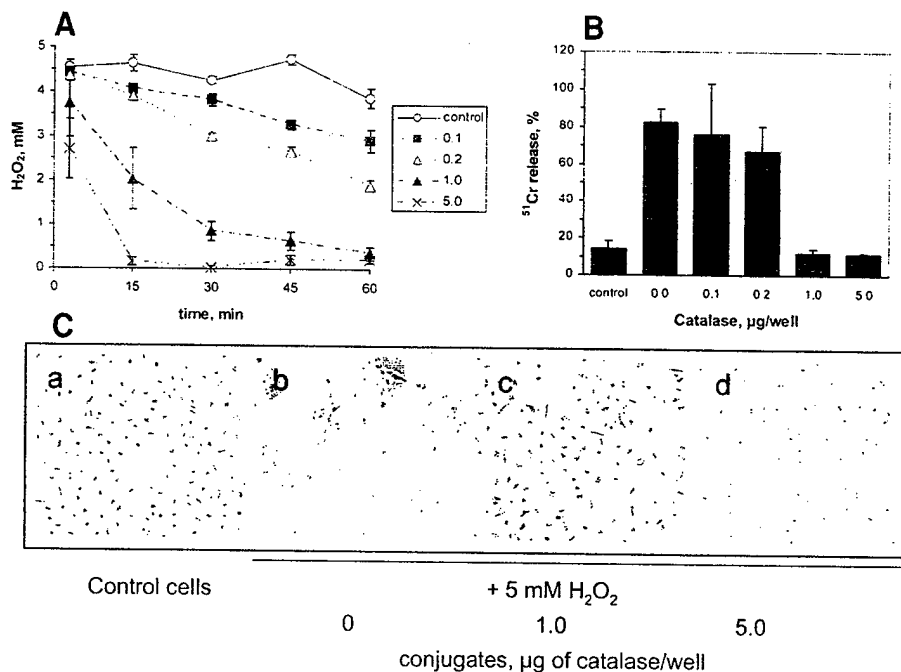 A
H₂O₂, mM
5
4
3
2
1
0
0
15
30
45
60
time, min
control
0.1
0.2
1.0
5.0
B
⁵¹Cr release, %
120
100
80
60
40
20
0
control
0 0
0.1
0 2
1.0
5 0
Catalase, µg/well
C
a
b
c
d
Control cells
+ 5 mM H₂O₂
0
1.0
5.0
conjugates, µg of catalase/well